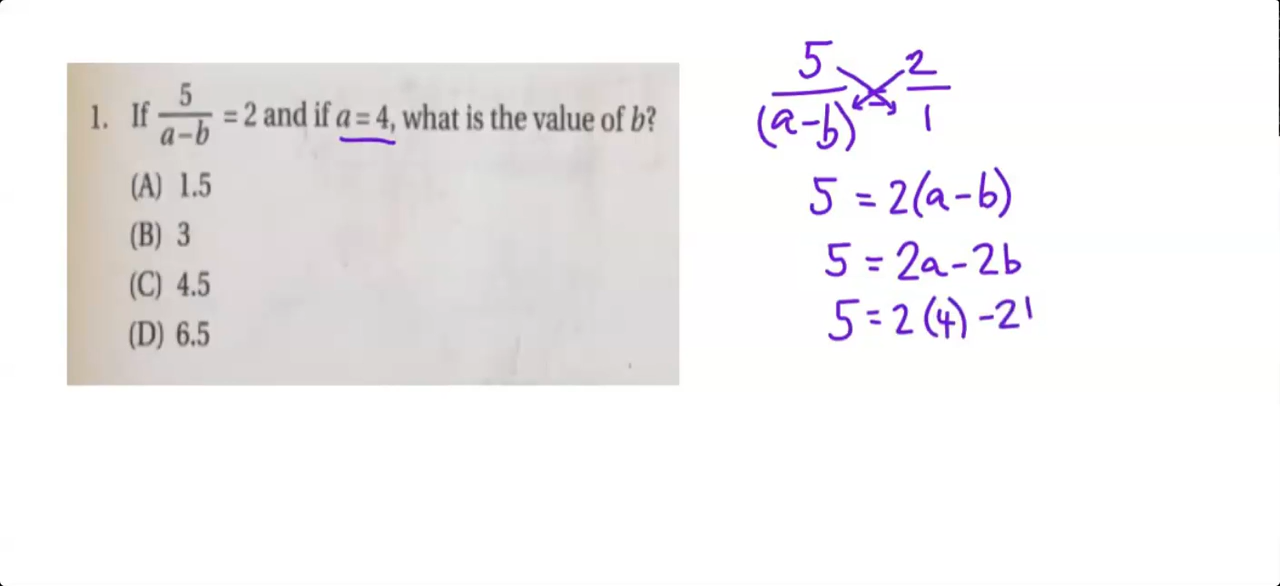 1. If 5/(a-b) = 2 and if a = 4, what is the value of b?
(A) 1.5
(B) 3
(C) 4.5
(D) 6.5
5/(a-b) 2/1
5 = 2(a-b)
5 = 2a-2b
5 = 2(4) -2